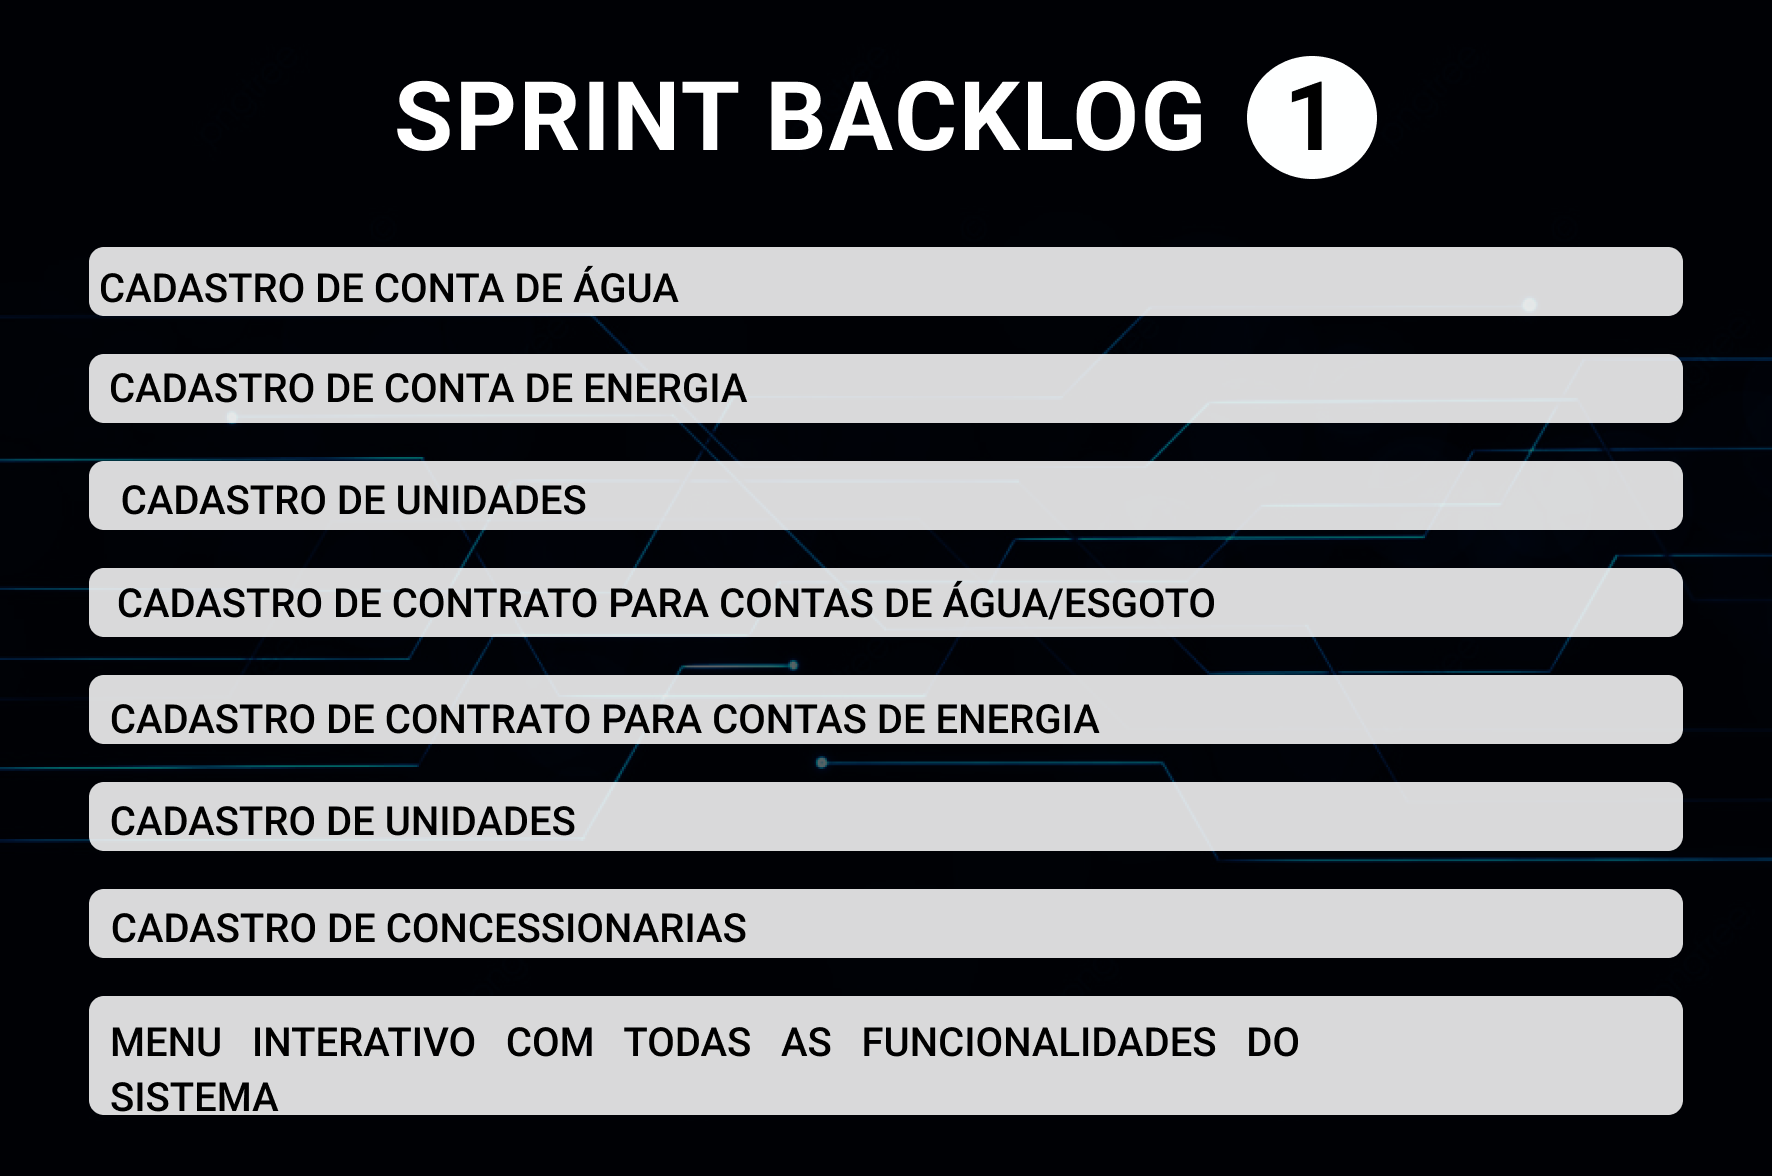 SPRINT BACKLOG 1
CADASTRO DE CONTA DE ÁGUA
CADASTRO DE CONTA DE ENERGIA
CADASTRO DE UNIDADES
CADASTRO DE CONTRATO PARA CONTAS DE ÁGUA/ESGOTO
CADASTRO DE CONTRATO PARA CONTAS DE ENERGIA
CADASTRO DE UNIDADES
CADASTRO DE CONCESSIONARIAS
MENU INTERATIVO COM TODAS AS FUNCIONALIDADES DO
SISTEMA